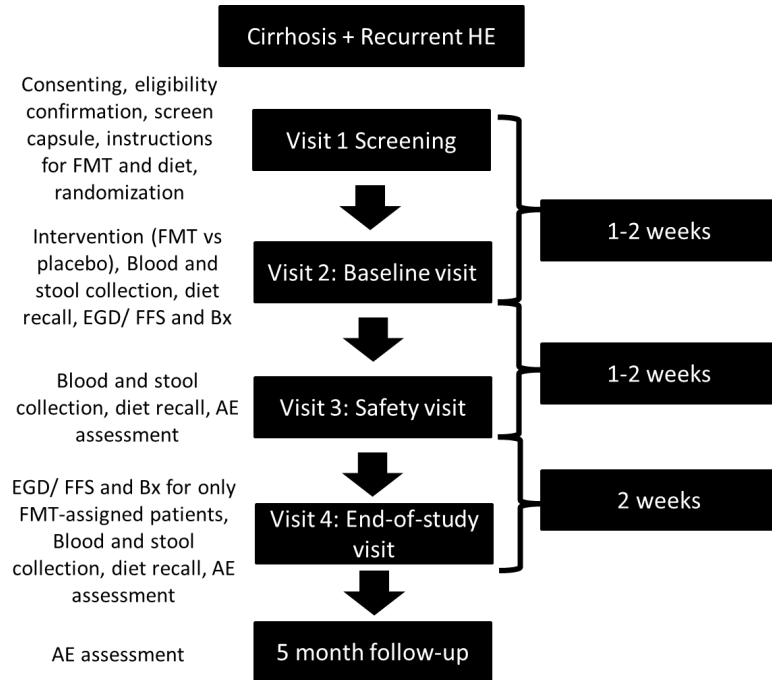 Cirrhosis + Recurrent HE
Consenting, eligibility
confirmation, screen
capsule, instructions
for FMT and diet,
randomization
Visit 1 Screening
1-2 weeks
Intervention (FMT vs
placebo), Blood and
stool collection, diet
recall, EGD/ FFS and Bx
Visit 2: Baseline visit
1-2 weeks
Blood and stool
collection, diet recall, AE
assessment
Visit 3: Safety visit
2 weeks
EGD/ FFS and Bx for only
FMT-assigned patients,
Blood and stool
collection, diet recall, AE
assessment
Visit 4: End-of-study
visit
AE assessment
5 month follow-up